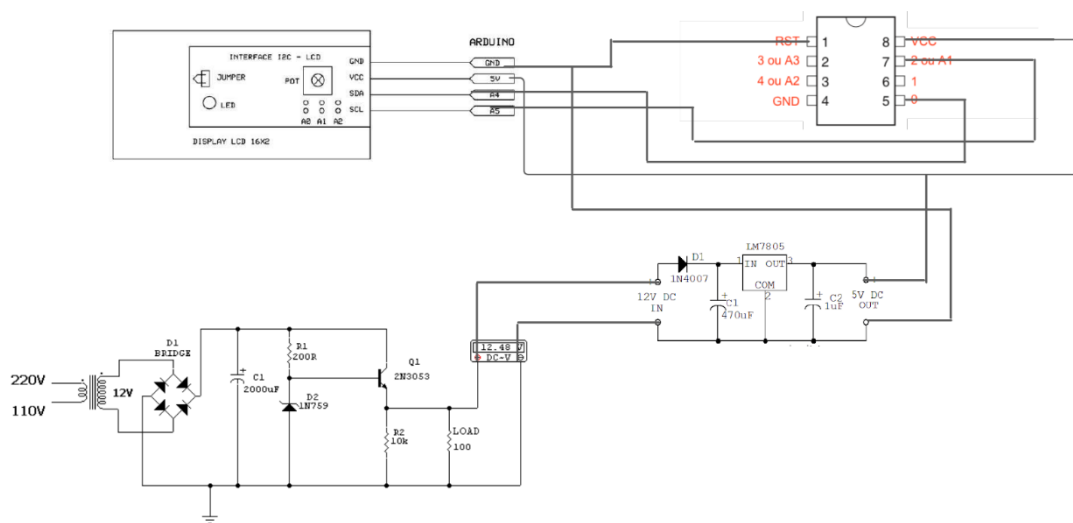 INTERFACE I2C - LCD
JUMPER
POT
LED
A0 A1 A2
GND
VCC
SDA
SCL
DISPLAY LCD 16X2
ARDUINO
GND
5V
A4
A5
RST
3 ou A3
4 ou A2
GND
1
2
3
4
8
7
6
5
VCC
2 ou A1
1
0
D1
1N4007
LM7805
1
IN OUT
3
COM
2
12V DC
IN
+
C1
470uF
+
C2
1uF
+
5V DC
OUT
12.48 V
DC-V
220V
110V
12V
D1
BRIDGE
+
C1
2000uF
R1
200R
D2
1N759
Q1
2N3053
R2
10k
LOAD
100